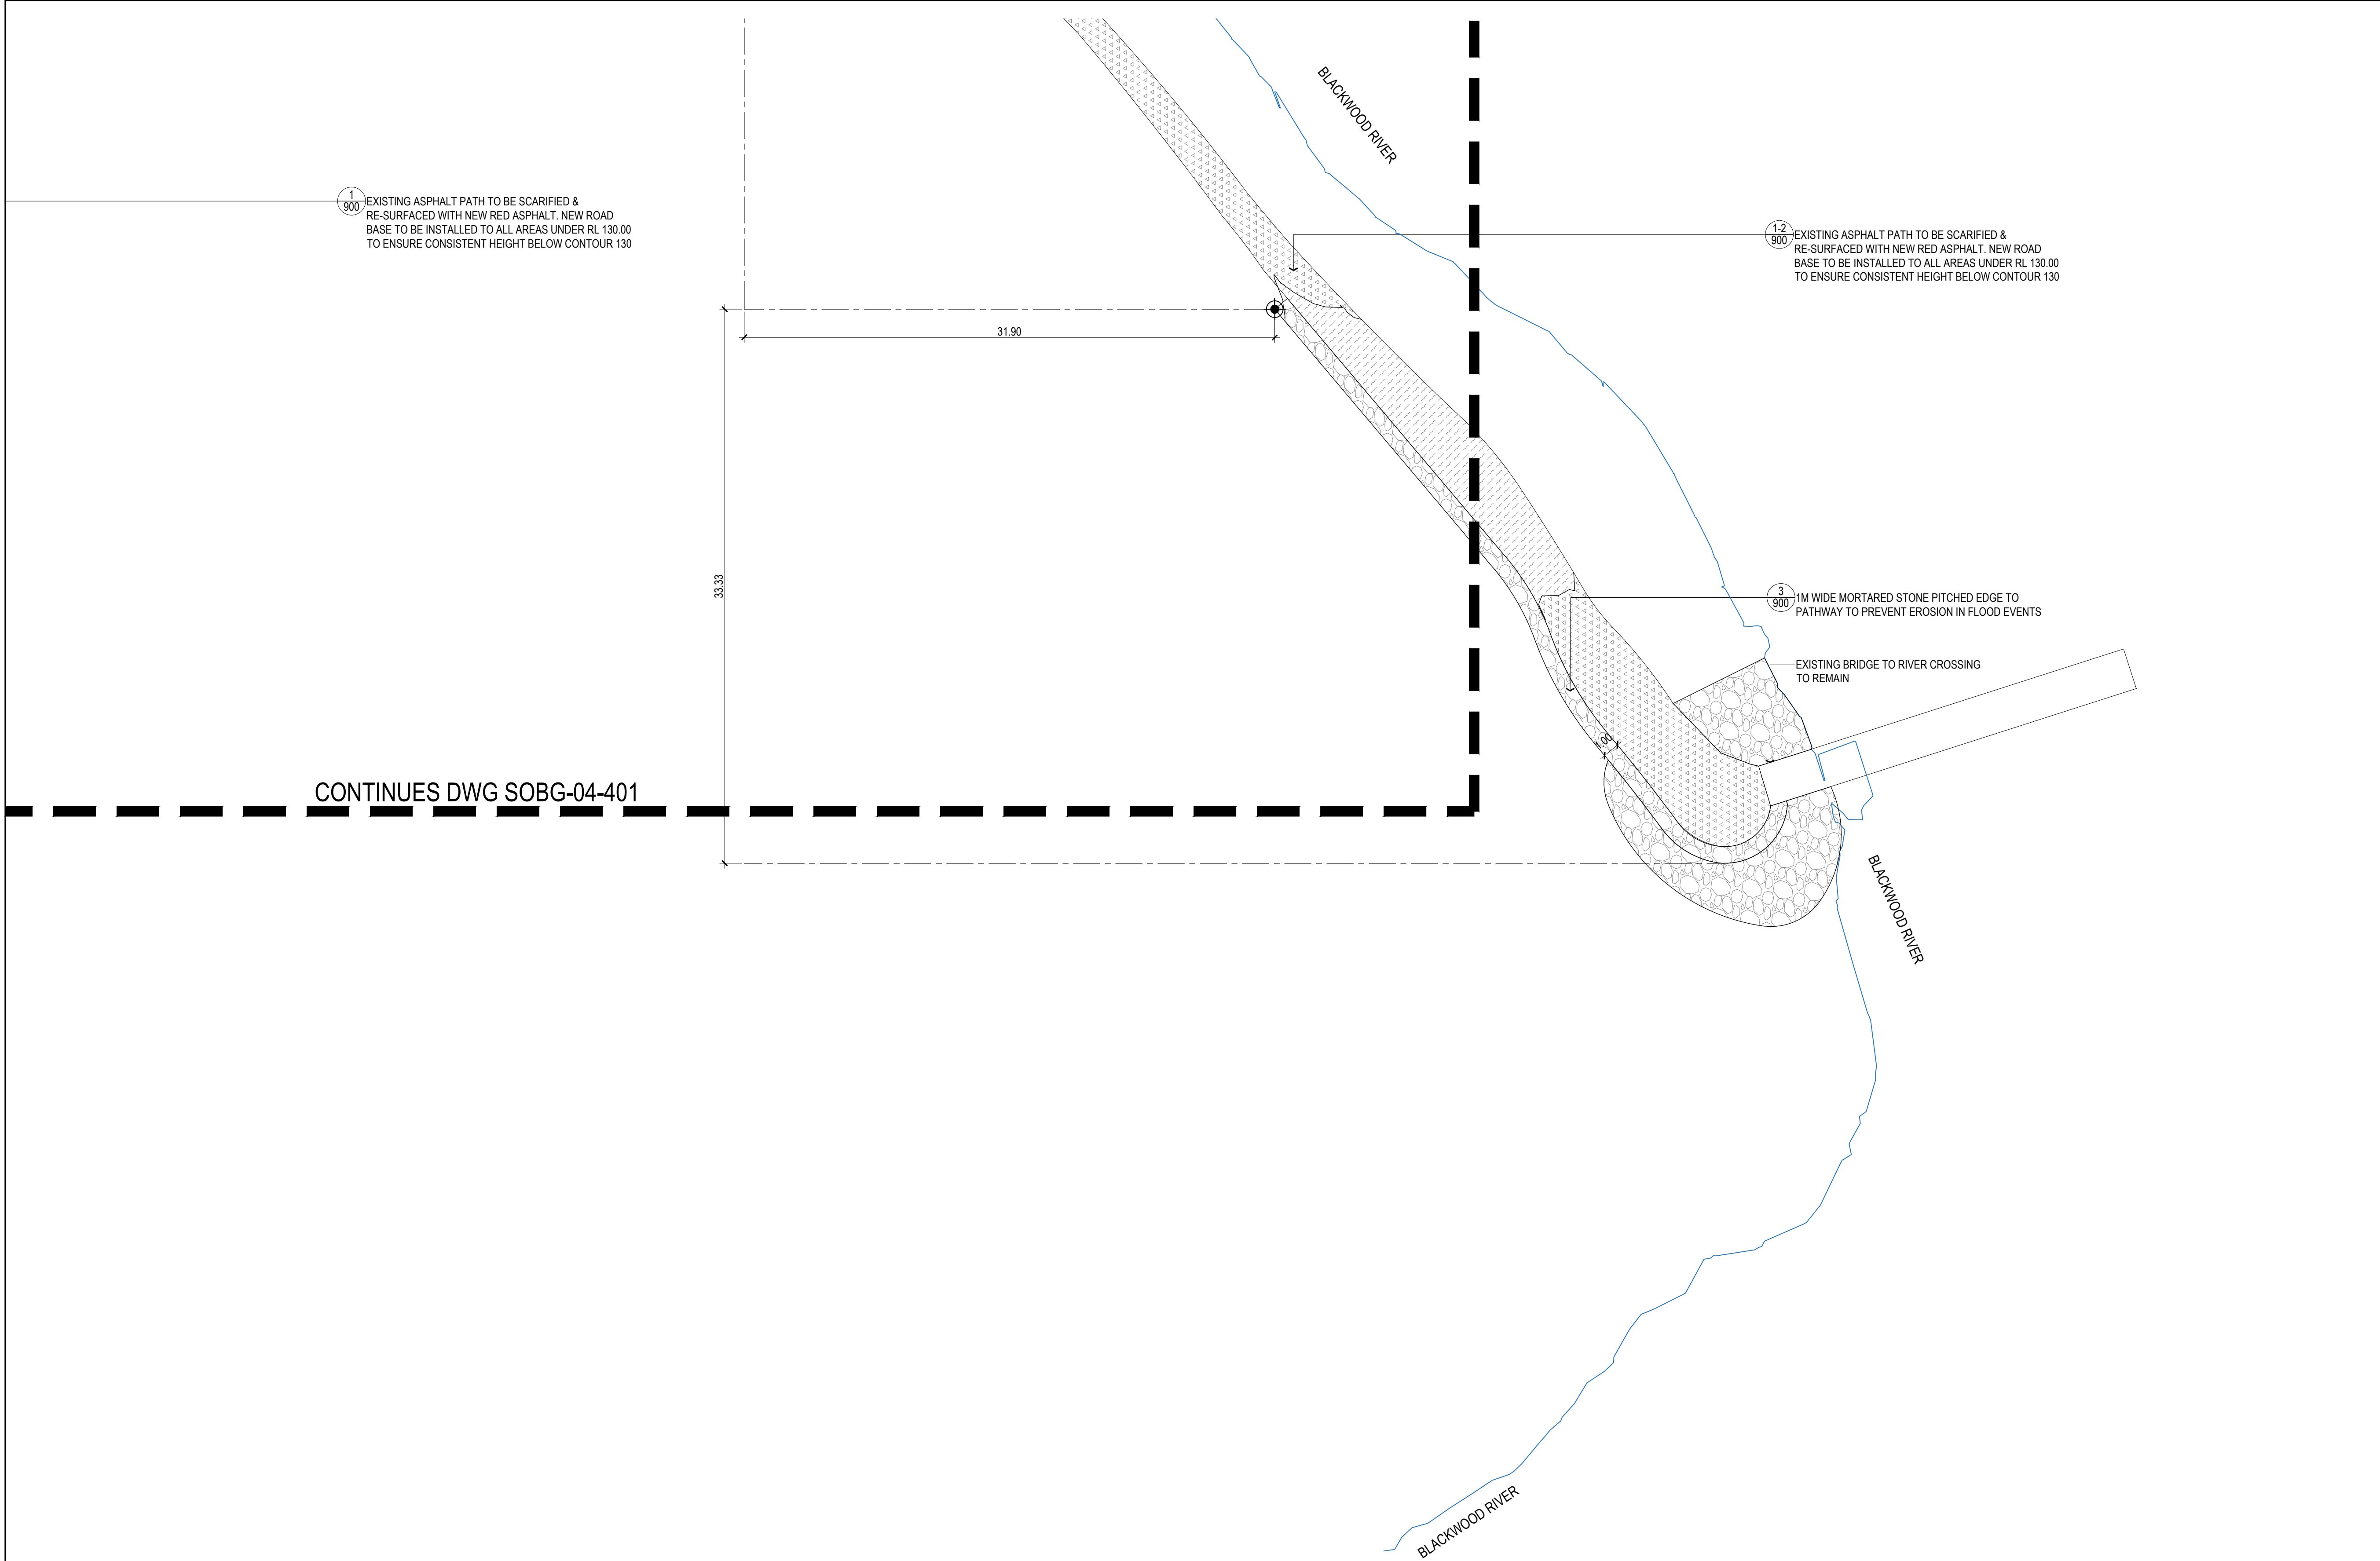 BLACKWOOD RIVER
1
900
EXISTING ASPHALT PATH TO BE SCARIFIED &
RE-SURFACED WITH NEW RED ASPHALT. NEW ROAD
BASE TO BE INSTALLED TO ALL AREAS UNDER RL 130.00
TO ENSURE CONSISTENT HEIGHT BELOW CONTOUR 130
1-2
900
EXISTING ASPHALT PATH TO BE SCARIFIED &
RE-SURFACED WITH NEW RED ASPHALT. NEW ROAD
BASE TO BE INSTALLED TO ALL AREAS UNDER RL 130.00
TO ENSURE CONSISTENT HEIGHT BELOW CONTOUR 130
31.90
33.33
3
900
1M WIDE MORTARED STONE PITCHED EDGE TO
PATHWAY TO PREVENT EROSION IN FLOOD EVENTS
EXISTING BRIDGE TO RIVER CROSSING
TO REMAIN
1.00
CONTINUES DWG SOBG-04-401
BLACKWOOD RIVER
BLACKWOOD RIVER